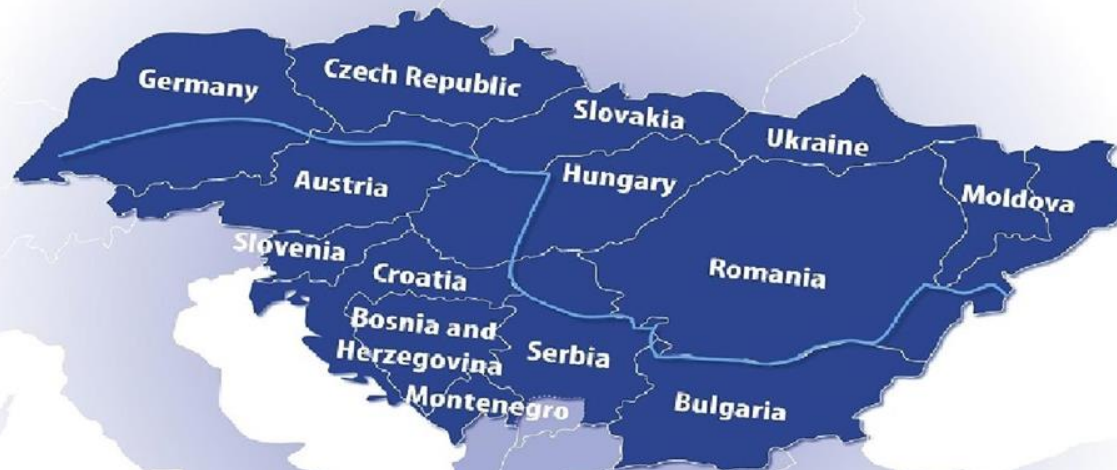 Germany
Czech Republic
Slovakia
Ukraine
Austria
Hungary
Moldova
Slovenia
Croatia
Romania
Bosnia and
Herzegovina
Serbia
Montenegro
Bulgaria